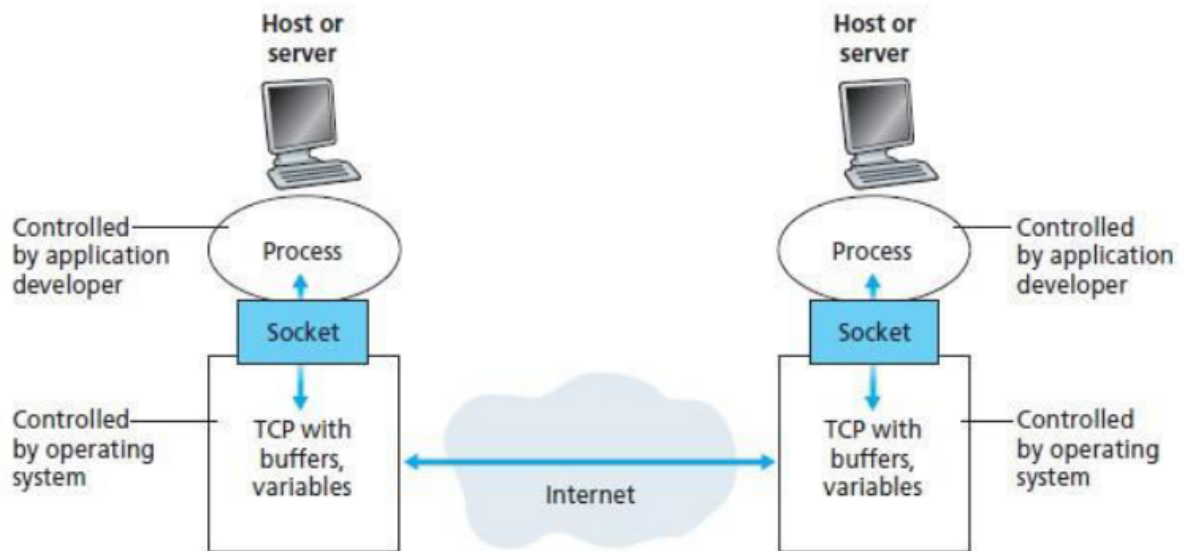 Host or
server
Host or
server
Controlled
by application
developer
Process
Process
Controlled
by application
developer
Socket
Socket
Controlled
by operating
system
TCP with
buffers,
variables
Internet
TCP with
buffers,
variables
Controlled
by operating
system